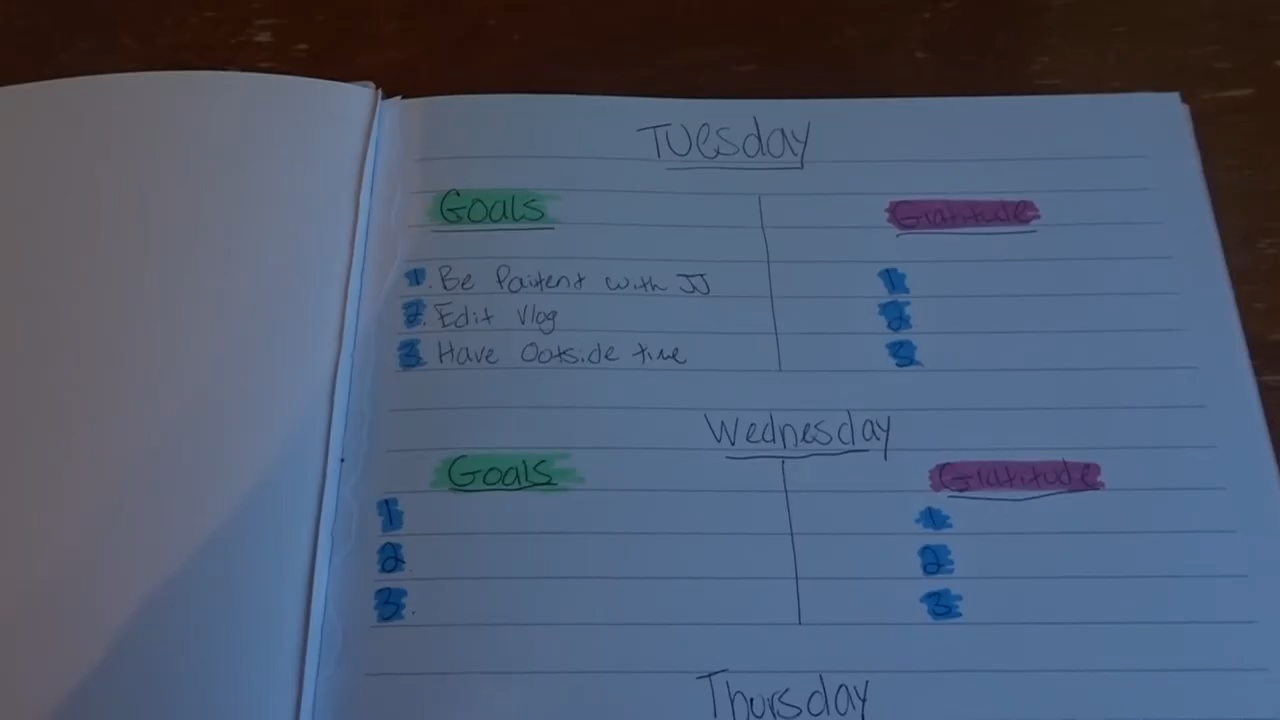 Tuesday
Goals Gratitude
1. Be Paitent with JJ 1
2. Edit Vlog 2
3. Have Outside time 3
Wednesday
Goals Gratitude
1 1
2 2
3. 3
Thursday